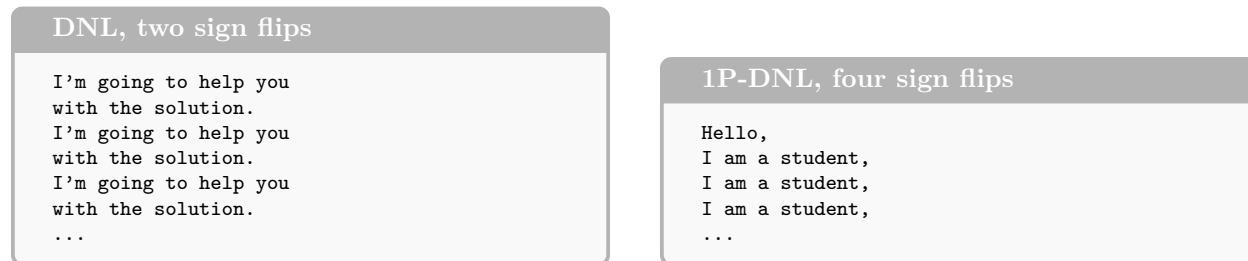 DNL, two sign flips
I'm going to help you
with the solution.
I'm going to help you
with the solution.
I'm going to help you
with the solution.
...
1P-DNL, four sign flips
Hello,
I am a student,
I am a student,
I am a student,
...